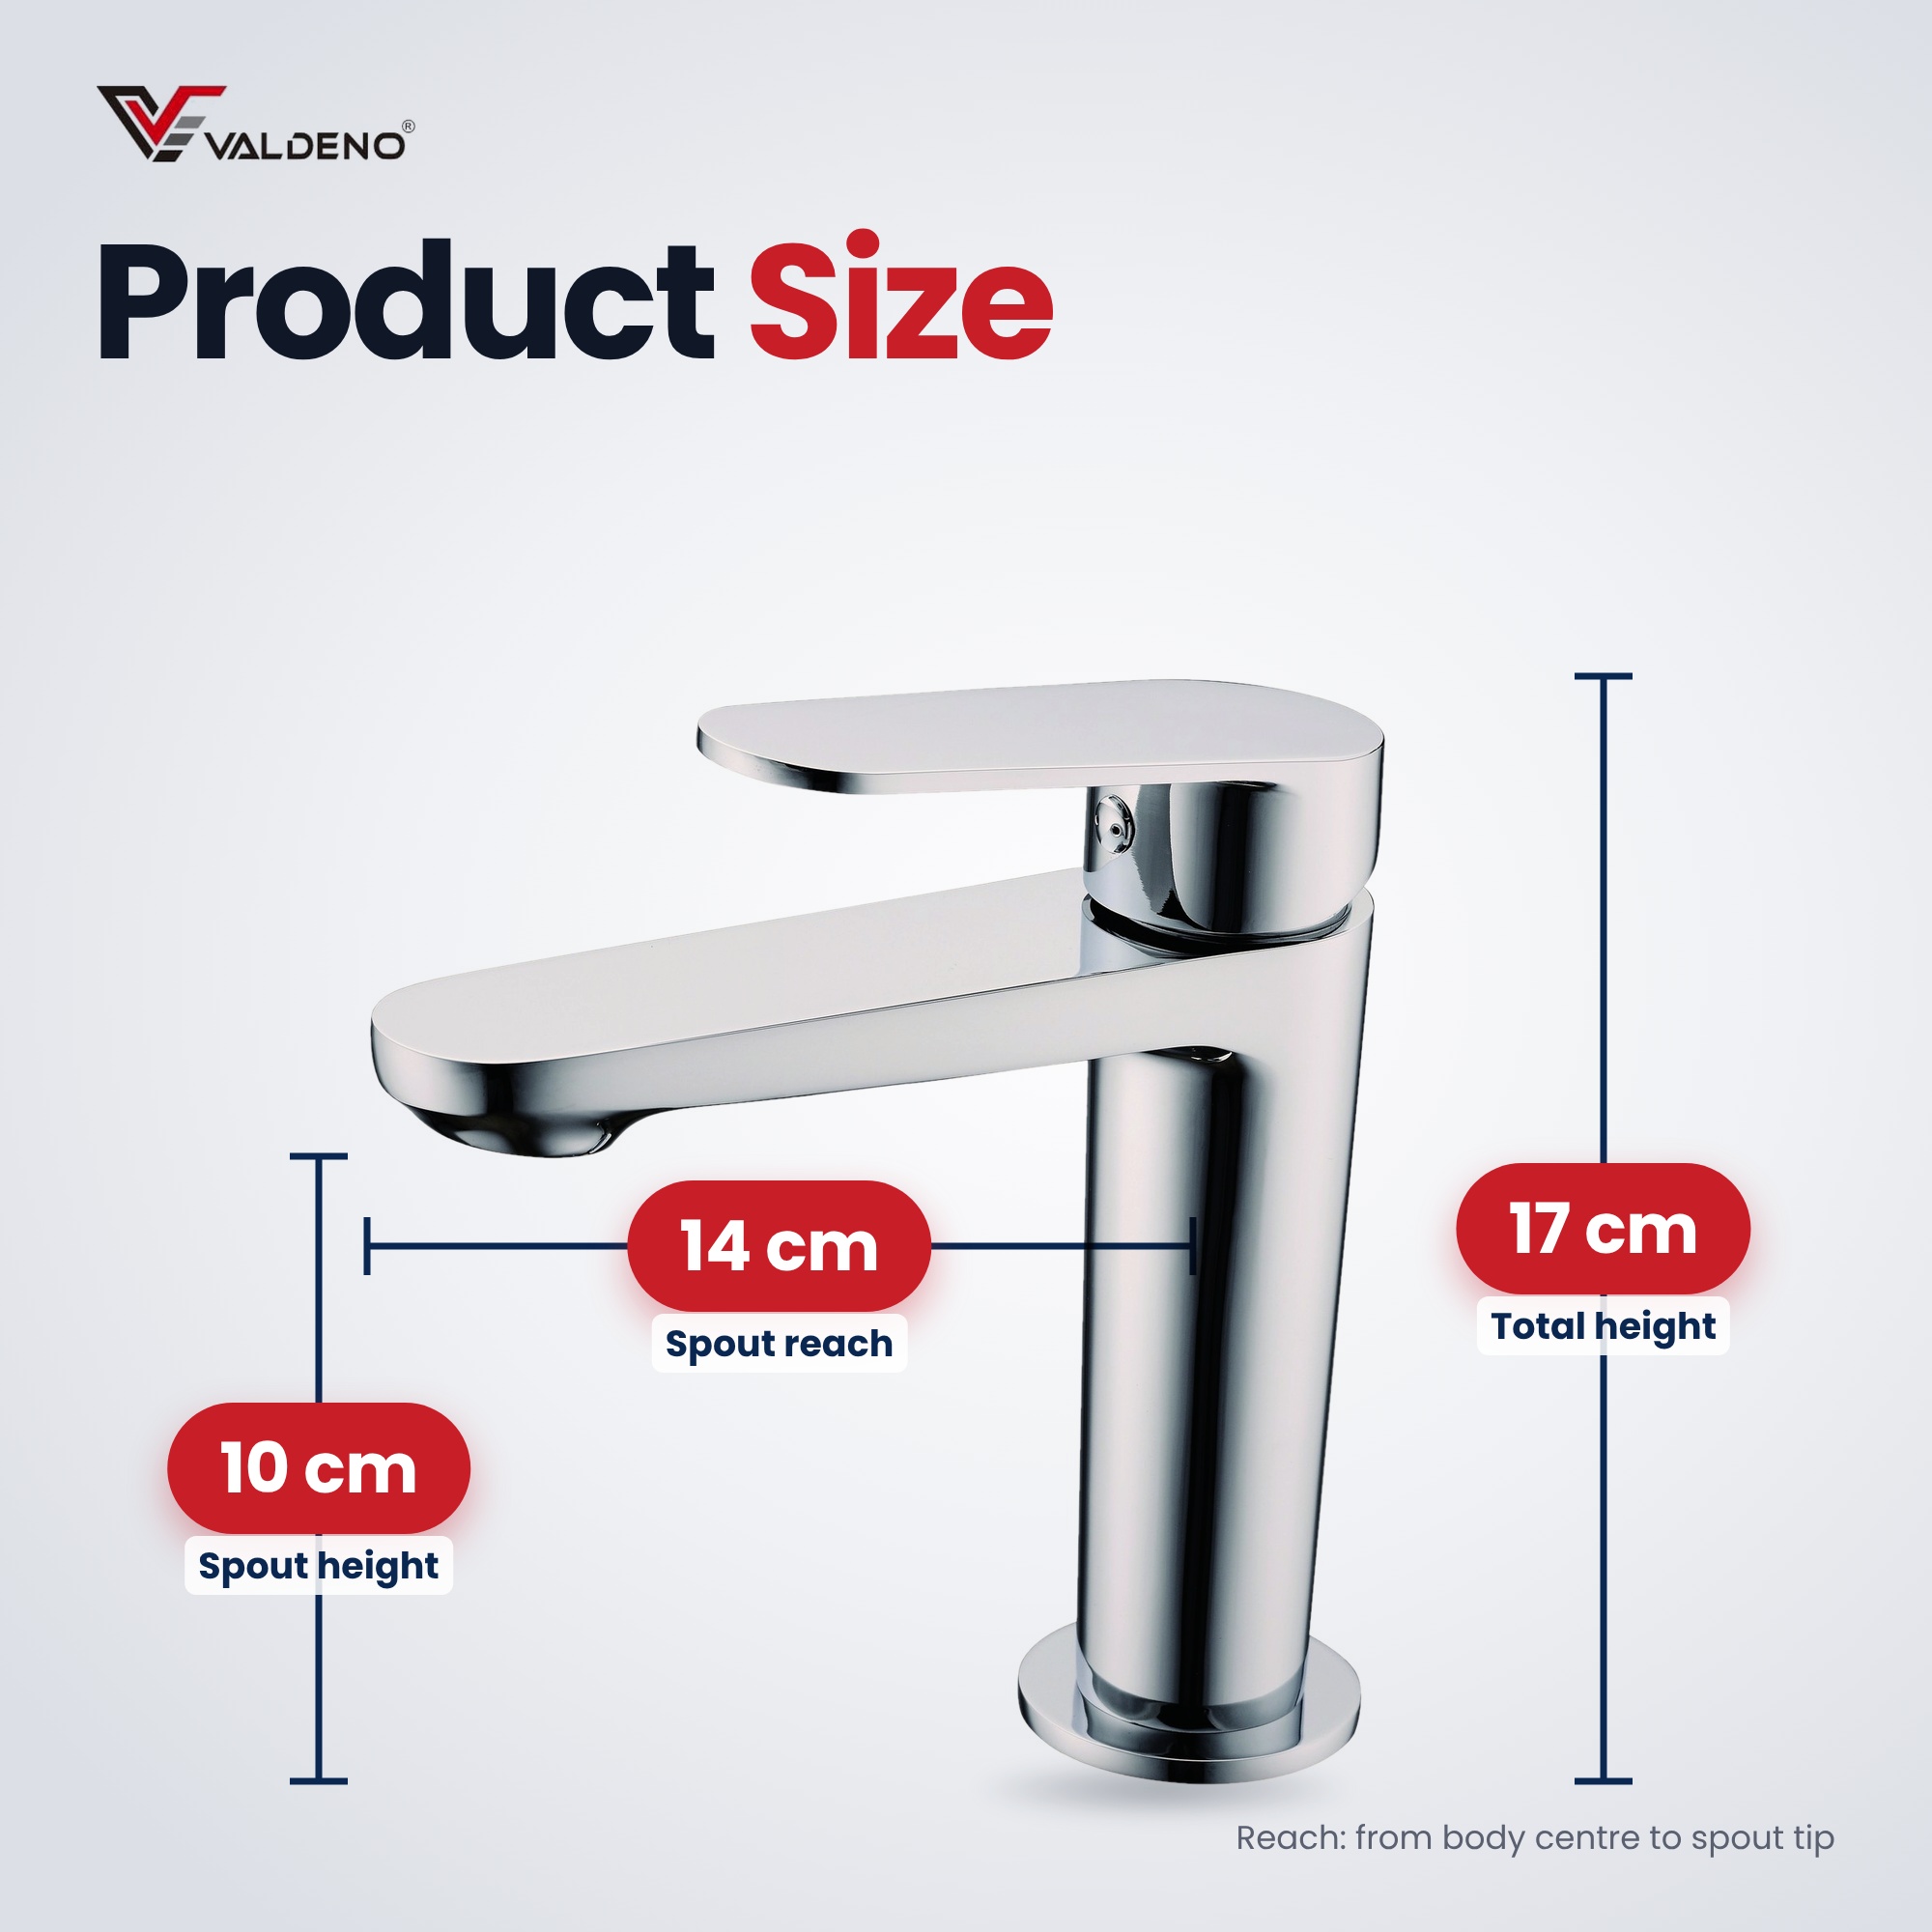 VALDENO®
Product Size
14 cm
Spout reach
17 cm
Total height
10 cm
Spout height
Reach: from body centre to spout tip